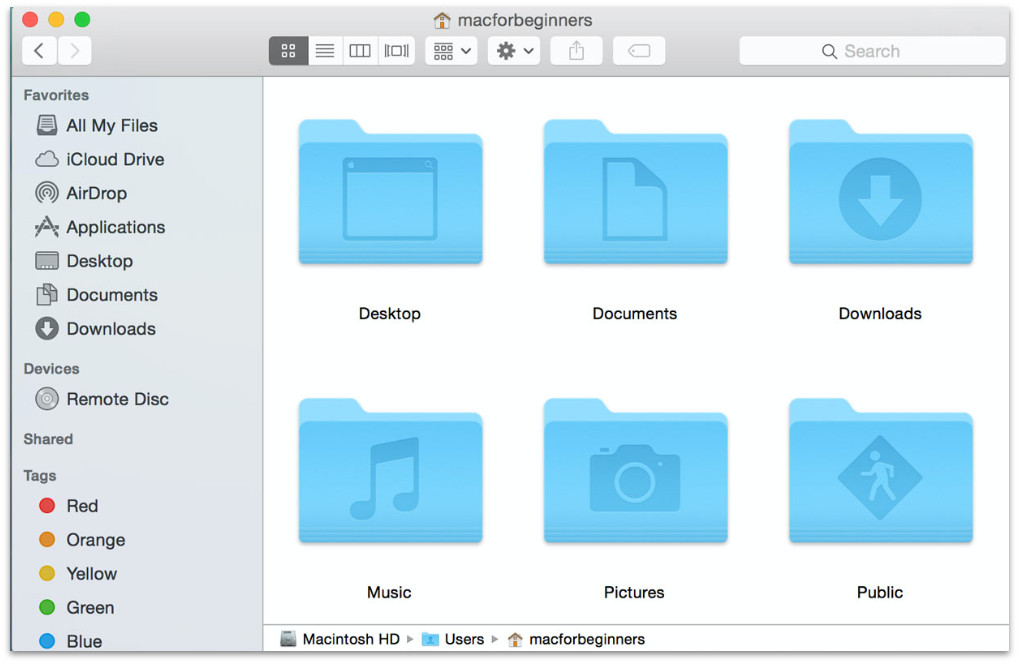 macforbeginners
Search
Favorites
All My Files
iCloud Drive
AirDrop
Applications
Desktop
Documents
Downloads
Devices
Remote Disc
Shared
Tags
Red
Orange
Yellow
Green
Blue
Desktop Documents Downloads
Music Pictures Public
Macintosh HD Users macforbeginners